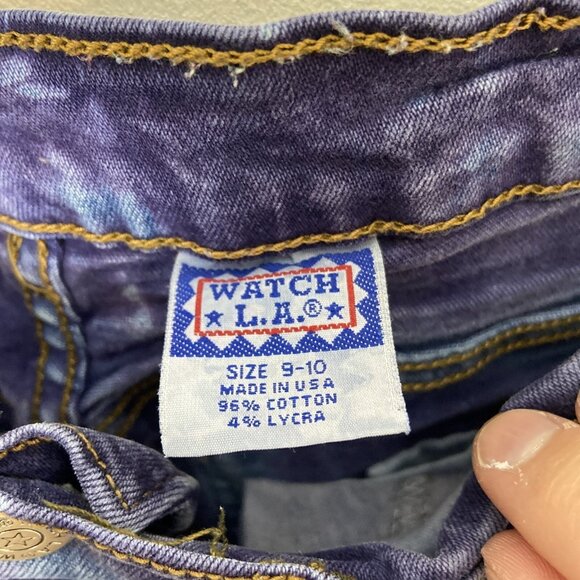 WATCH
★ L.A.® ★
SIZE 9-10
MADE IN USA
96% COTTON
4% LYCRA